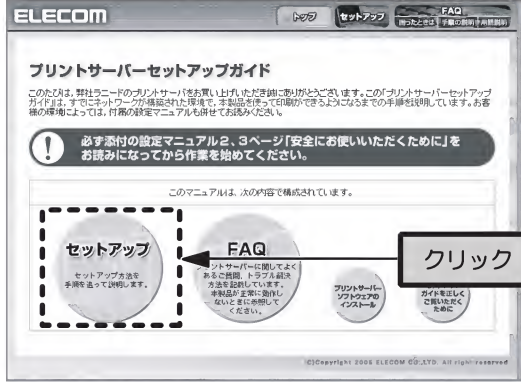 ELECOM
トップ
セットアップ
FAQ
困ったときは
プリントサーバーセットアップガイド
このたびは、弊社ラニードのプリントサーバをお買い上げいただき誠にありがとうございます。この「プリントサーバーセットアップ
ガイド」は、すでにネットワークが構築された環境で、本製品を使って印刷ができるようになるまでの手順を説明しています。お客
様の環境によっては、付属の設定マニュアルも併せてお読みください。
必ず添付の設定マニュアル2、3ページ「安全にお使いいただくために」を
お読みになってから作業を始めてください。
このマニュアルは、次の内容で構成されています。
セットアップ
セットアップ方法を
手順を追って説明します。
FAQ
プリントサーバーに関してよく
あるご質問、トラブル解決
方法を記載しています。
本製品が正常に動作し
ないときに参照して
ください。
プリントサーバー
ソフトウェアの
インストール
ガイドを正しく
ご覧いただく
ために
クリック
(C)Copyright 2005 ELECOM Co.,LTD. All right reserved